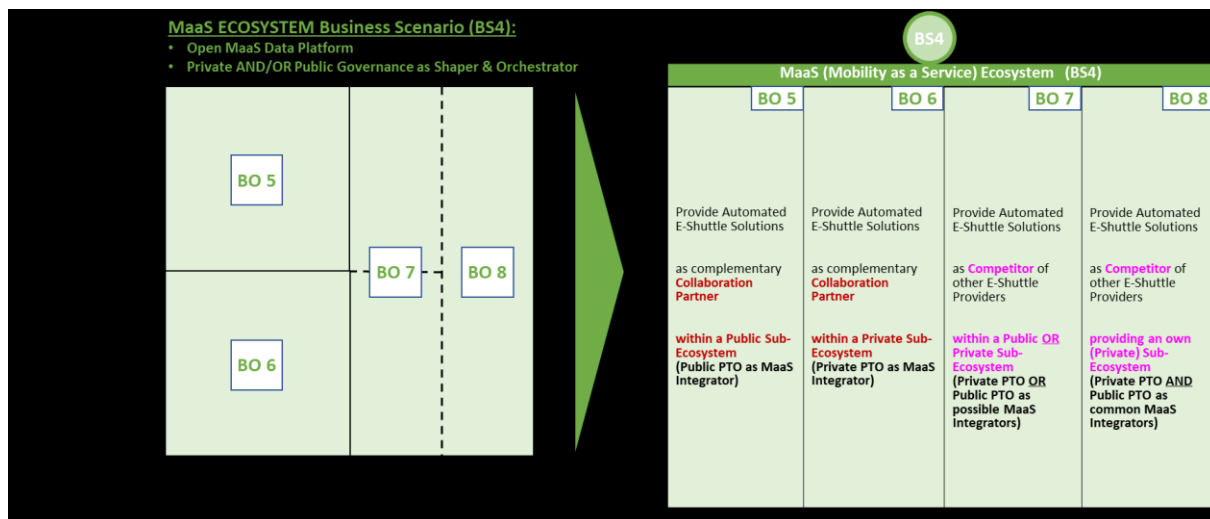 MaaS ECOSYSTEM Business Scenario (BS4):
• Open MaaS Data Platform
• Private AND/OR Public Governance as Shaper & Orchestrator
BO 5
BO 6
BO 7
BO 8
BS4
MaaS (Mobility as a Service) Ecosystem (BS4)
BO 5
Provide Automated
E-Shuttle Solutions
as complementary
Collaboration
Partner
within a Public Sub-
Ecosystem
(Public PTO as MaaS
Integrator)
BO 6
Provide Automated
E-Shuttle Solutions
as complementary
Collaboration
Partner
within a Private Sub-
Ecosystem
(Private PTO as MaaS
Integrator)
BO 7
Provide Automated
E-Shuttle Solutions
as Competitor of
other E-Shuttle
Providers
within a Public OR
Private Sub-
Ecosystem
(Private PTO OR
Public PTO as
possible MaaS
Integrators)
BO 8
Provide Automated
E-Shuttle Solutions
as Competitor of
other E-Shuttle
Providers
providing an own
(Private) Sub-
Ecosystem
(Private PTO AND
Public PTO as
common MaaS
Integrators)